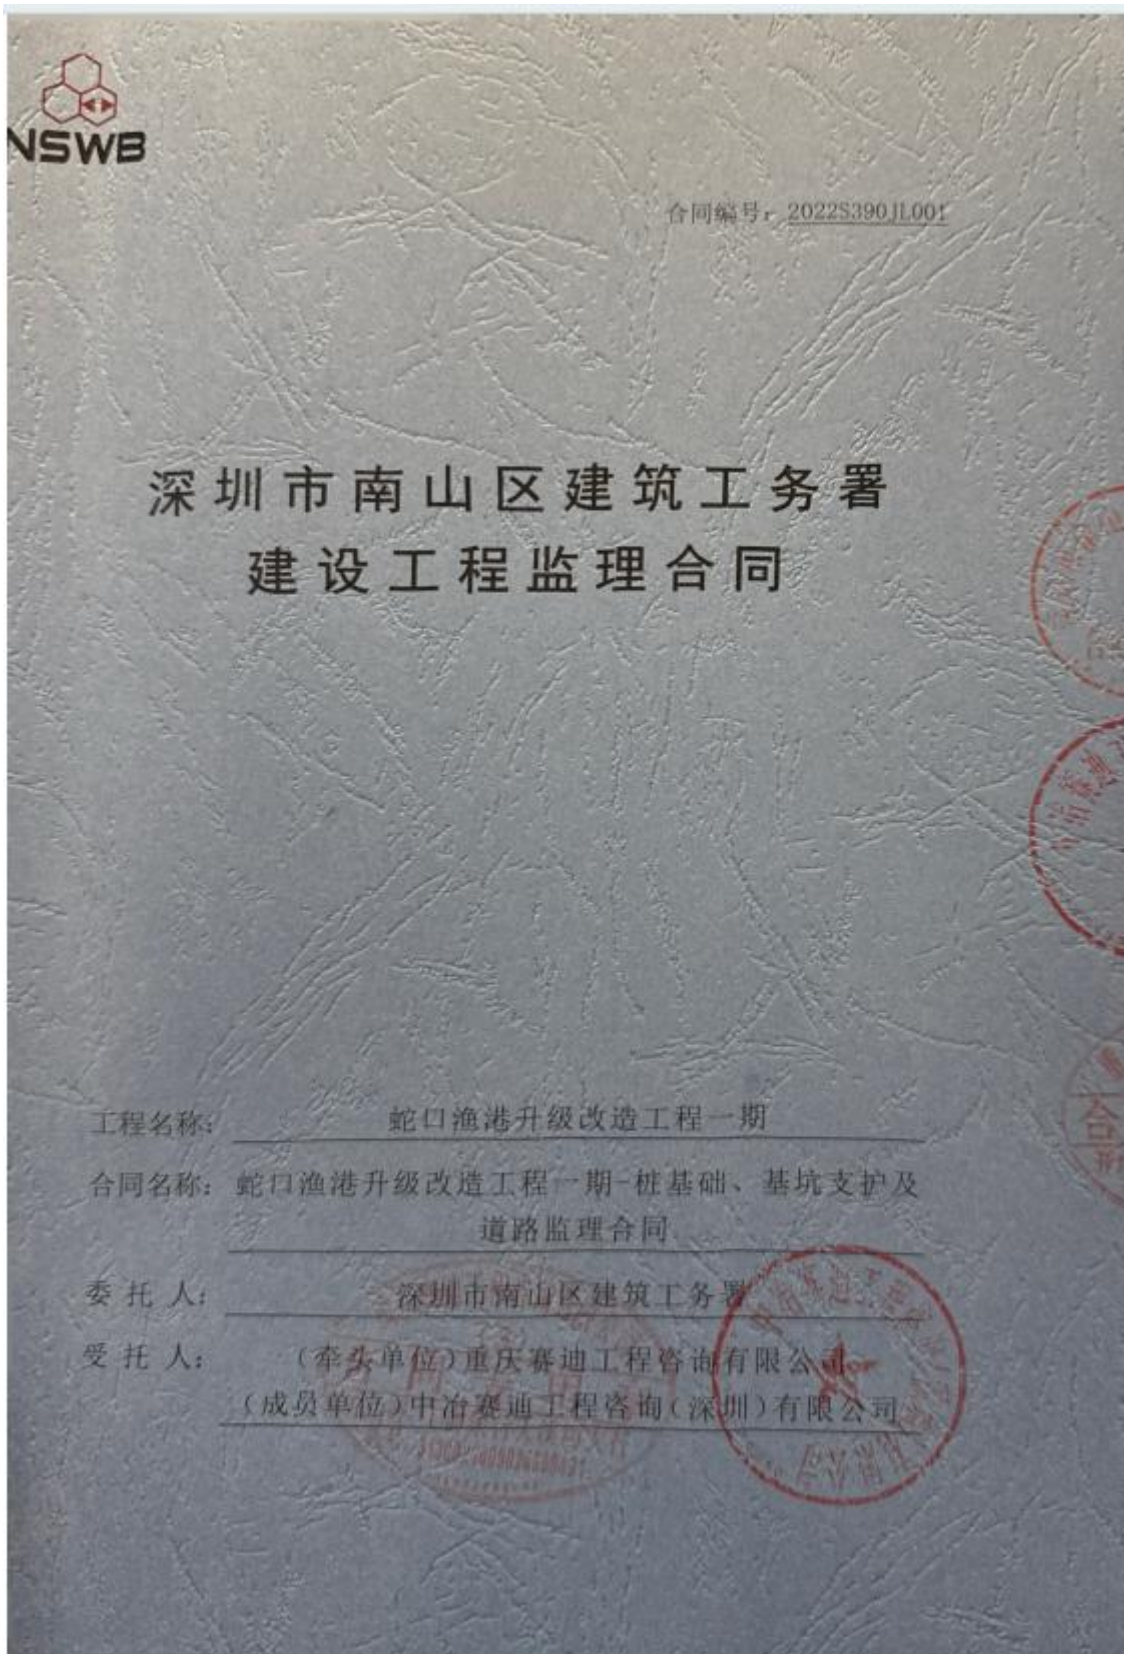 NSWB
合同编号：2022S390JL001
深圳市南山区建筑工务署
建设工程监理合同
工程名称：蛇口渔港升级改造工程一期
合同名称：蛇口渔港升级改造工程一期-桩基础、基坑支护及
道路监理合同
委托人：深圳市南山区建筑工务署
受托人：（牵头单位）重庆赛迪工程咨询有限公司
（成员单位）中冶赛迪工程咨询（深圳）有限公司